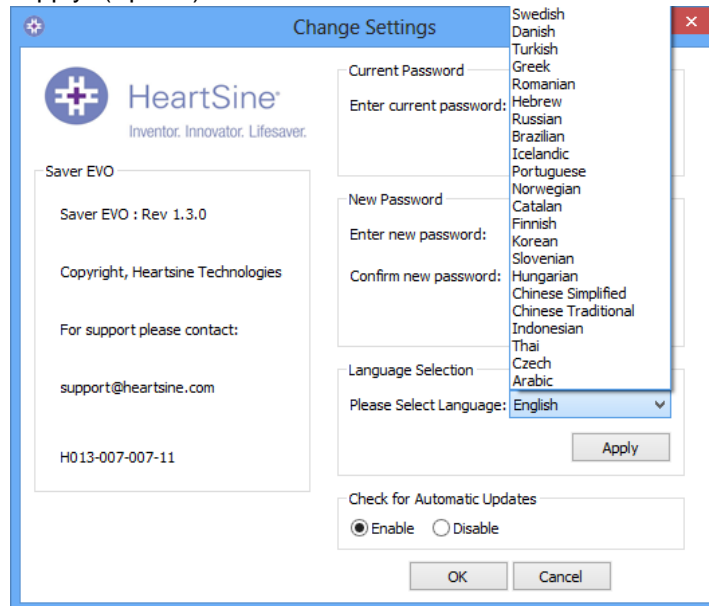 Change Settings
HeartSine
Inventor. Innovator. Lifesaver.
Saver EVO
Saver EVO : Rev 1.3.0
Copyright, Heartsine Technologies
For support please contact:
support@heartsine.com
H013-007-007-11
Current Password
Enter current password:
New Password
Enter new password:
Confirm new password:
Swedish
Danish
Turkish
Greek
Romanian
Hebrew
Russian
Brazilian
Icelandic
Portuguese
Norwegian
Catalan
Finnish
Korean
Slovenian
Hungarian
Chinese Simplified
Chinese Traditional
Indonesian
Thai
Czech
Arabic
Language Selection
Please Select Language: English
Apply
Check for Automatic Updates
Enable Disable
OK Cancel